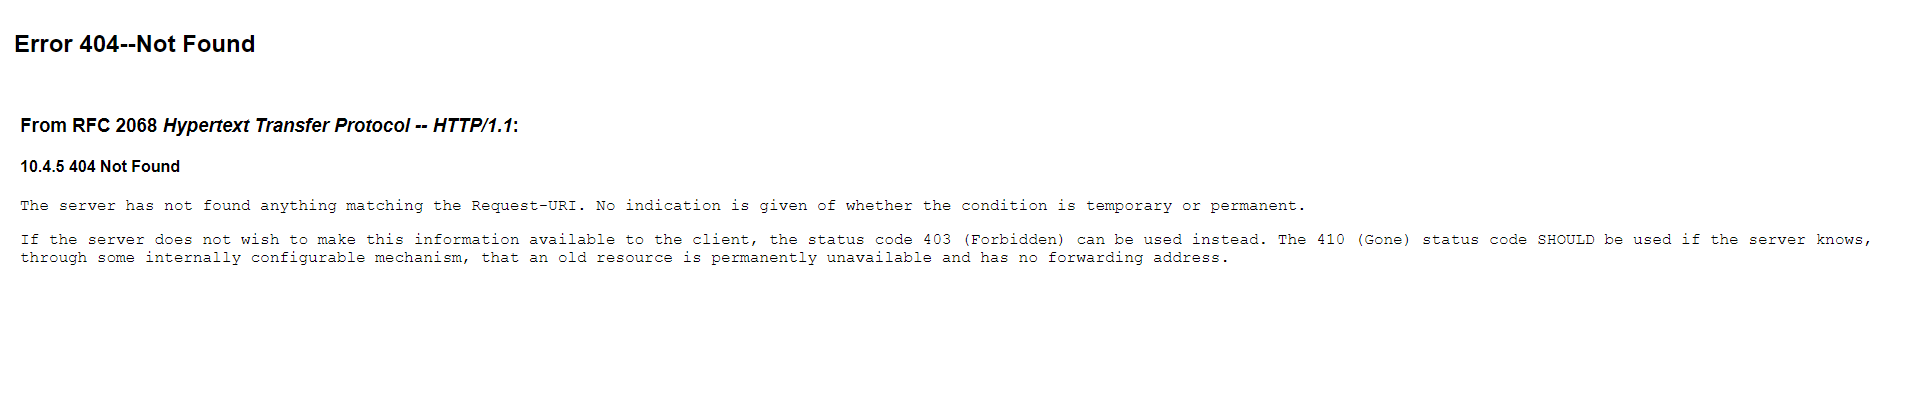 Error 404--Not Found
From RFC 2068 Hypertext Transfer Protocol -- HTTP/1.1:
10.4.5 404 Not Found
The server has not found anything matching the Request-URI. No indication is given of whether the condition is temporary or permanent.
If the server does not wish to make this information available to the client, the status code 403 (Forbidden) can be used instead. The 410 (Gone) status code SHOULD be used if the server knows,
through some internally configurable mechanism, that an old resource is permanently unavailable and has no forwarding address.